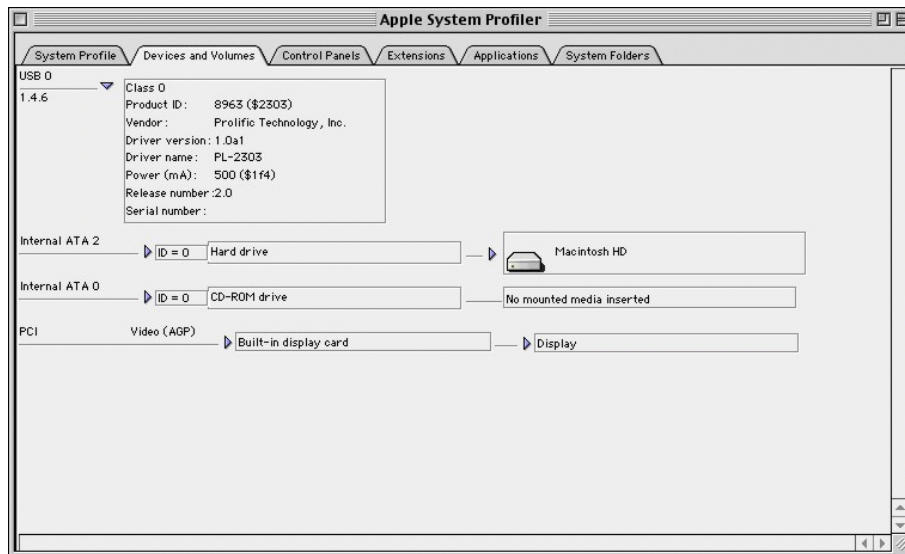 Apple System Profiler
System Profile Devices and Volumes Control Panels Extensions Applications System Folders
USB 0
1.4.6
Class 0
Product ID: 8963 ($2303)
Vendor: Prolific Technology, Inc.
Driver version: 1.0a1
Driver name: PL-2303
Power (mA): 500 ($1f4)
Release number:2.0
Serial number:
Internal ATA 2
ID = 0 Hard drive Macintosh HD
Internal ATA 0
ID = 0 CD-ROM drive No mounted media inserted
PCI Video (AGP)
Built-in display card Display